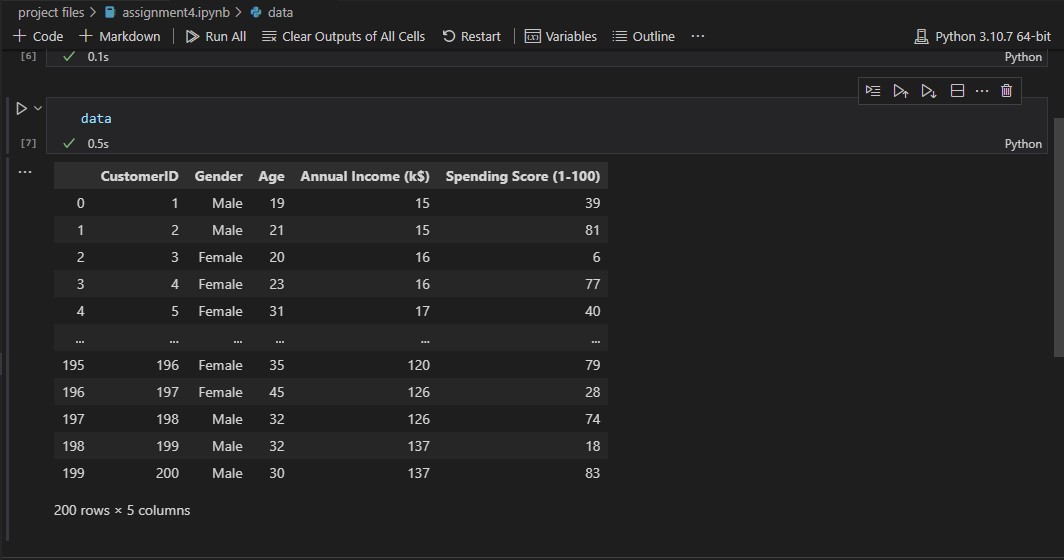 project files > assignment4.ipynb > data
+ Code + Markdown | Run All Clear Outputs of All Cells Restart | Variables Outline ... Python 3.10.7 64-bit
[6] ✓ 0.1s Python
...
data
[7] ✓ 0.5s Python
...
CustomerID Gender Age Annual Income (k$) Spending Score (1-100)
0 1 Male 19 15 39
1 2 Male 21 15 81
2 3 Female 20 16 6
3 4 Female 23 16 77
4 5 Female 31 17 40
... ... ... ... ... ...
195 196 Female 35 120 79
196 197 Female 45 126 28
197 198 Male 32 126 74
198 199 Male 32 137 18
199 200 Male 30 137 83
200 rows × 5 columns